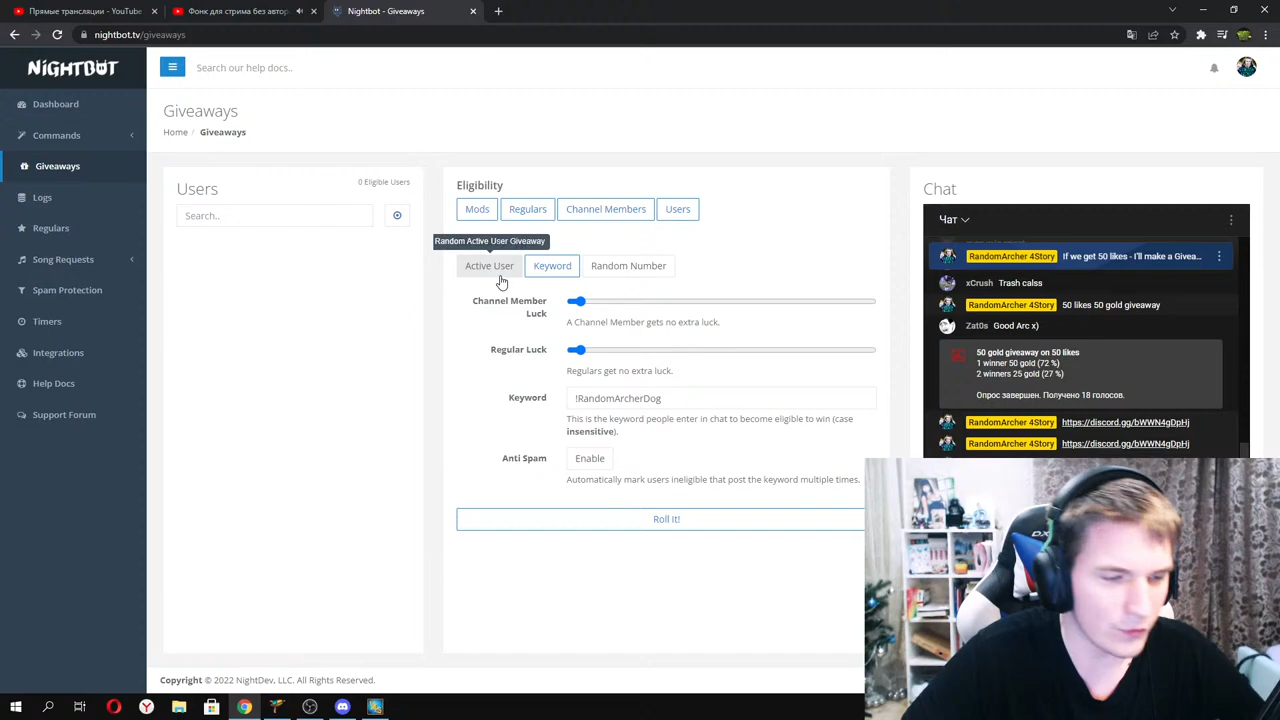 Прямые трансляции - YouTube
Фонк для стрима без автор
Nightbot - Giveaways
nightbot.tv/giveaways
NIGHTBOT
Search our help docs..
Dashboard
Commands
Giveaways
Logs
Regulars
Song Requests
Spam Protection
Timers
Integrations
Help Docs
Support Forum
Giveaways
Home / Giveaways
Users
0 Eligible Users
Search..
Eligibility
Mods
Regulars
Channel Members
Users
Random Active User Giveaway
Active User
Keyword
Random Number
Channel Member Luck
A Channel Member gets no extra luck.
Regular Luck
Regulars get no extra luck.
Keyword
!RandomArcherDog
This is the keyword people enter in chat to become eligible to win (case
insensitive).
Anti Spam
Enable
Automatically mark users ineligible that post the keyword multiple times.
Roll It!
Chat
Чат
RandomArcher 4Story If we get 50 likes - I'll make a Givea...
xCrush Trash calss
RandomArcher 4Story 50 likes 50 gold giveaway
Zat0s Good Arc x)
50 gold giveaway on 50 likes
1 winner 50 gold (72 %)
2 winners 25 gold (27 %)
Опрос завершен. Получено 18 голосов.
RandomArcher 4Story https://discord.gg/bWWN4gDpHj
RandomArcher 4Story https://discord.gg/bWWN4gDpHj
Copyright © 2022 NightDev, LLC. All Rights Reserved.